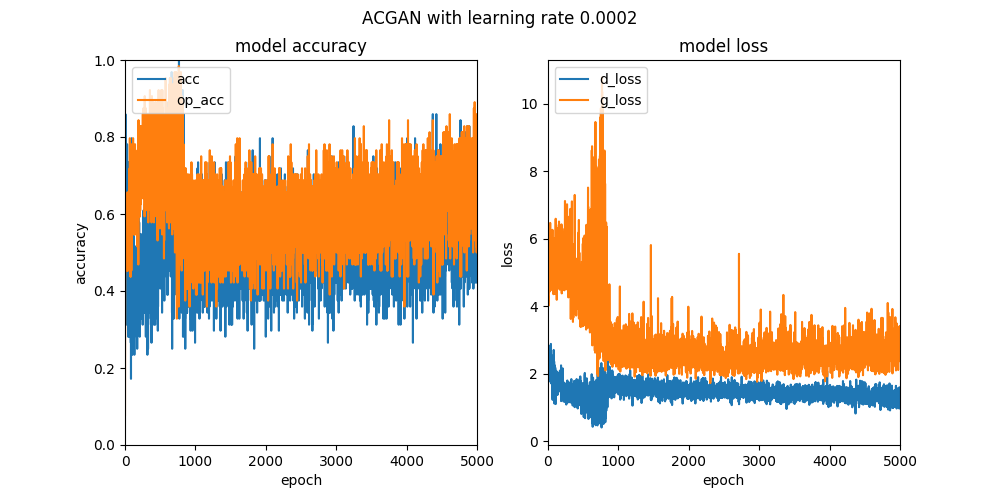 ACGAN with learning rate 0.0002
model accuracy
acc
op_acc
accuracy
1.0
0.8
0.6
0.4
0.2
0.0
0 1000 2000 3000 4000 5000
epoch
model loss
d_loss
g_loss
loss
10
8
6
4
2
0
0 1000 2000 3000 4000 5000
epoch